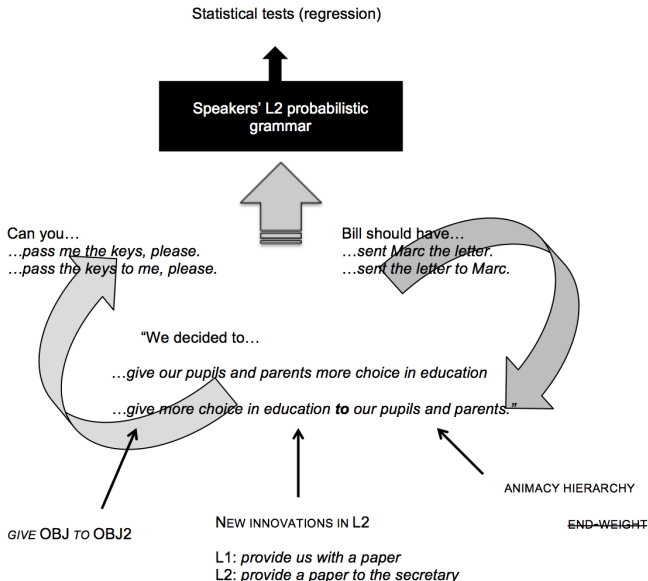 Statistical tests (regression)
Speakers' L2 probabilistic
grammar
Can you…
…pass me the keys, please.
…pass the keys to me, please.
Bill should have…
…sent Marc the letter.
…sent the letter to Marc.
“We decided to…
…give our pupils and parents more choice in education
…give more choice in education to our pupils and parents.”
ANIMACY HIERARCHY
END-WEIGHT
GIVE OBJ TO OBJ2
NEW INNOVATIONS IN L2
L1: provide us with a paper
L2: provide a paper to the secretary